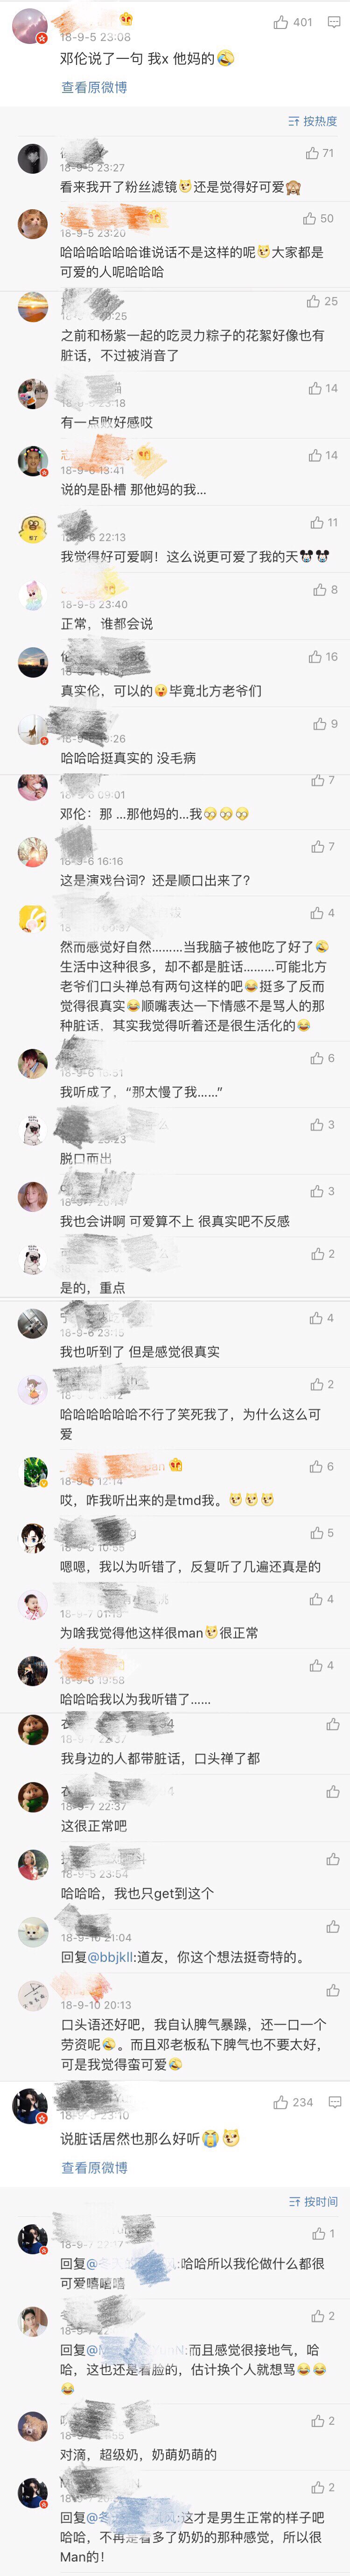 401
18-9-5 23:08
邓伦说了一句 我x 他妈的
查看原微博
按热度
71
18-9-5 23:27
看来我开了粉丝滤镜还是觉得好可爱
50
18-9-5 23:20
哈哈哈哈哈哈谁说话不是这样的呢大家都是
可爱的人呢哈哈哈
25
之前和杨紫一起的吃灵力粽子的花絮好像也有
脏话，不过被消音了
14
23:18
有一点败好感哎
14
18-9-6 13:41
说的是卧槽 那他妈的我...
11
22:13
我觉得好可爱啊！这么说更可爱了我的天
8
18-9-5 23:40
正常，谁都会说
16
真实伦，可以的毕竟北方老爷们
9
哈哈哈挺真实的 没毛病
7
09:01
邓伦：那 ...那他妈的...我
7
18-9-6 16:16
这是演戏台词？还是顺口出来了？
4
然而感觉好自然.........当我脑子被他吃了好了
生活中这种很多，却不都是脏话.........可能北方
老爷们口头禅总有两句这样的吧挺多了反而
觉得很真实顺嘴表达一下情感不是骂人的那
种脏话，其实我觉得听着还是很生活化的
6
我听成了，“那太慢了我......”
3
23:23
脱口而出
3
我也会讲啊 可爱算不上 很真实吧不反感
2
是的，重点
4
18-9-6 23:15
我也听到了 但是感觉很真实
2
哈哈哈哈哈哈不行了笑死我了，为什么这么可
爱
6
18-9-6 12:14
哎，咋我听出来的是tmd我。
5
18-9-6 10:55
嗯嗯，我以为听错了，反复听了几遍还真是的
4
18-9-7 01:19
为啥我觉得他这样很man很正常
4
18-9-6 19:58
哈哈哈我以为我听错了......
18-9-7 22:37
我身边的人都带脏话，口头禅了都
18-9-7 22:37
这很正常吧
18-9-5 23:54
哈哈哈，我也只get到这个
21:04
回复@bbjkll:道友，你这个想法挺奇特的。
18-9-10 20:13
口头语还好吧，我自认脾气暴躁，还一口一个
劳资呢。而且邓老板私下脾气也不要太好，
可是我觉得蛮可爱
234
23:10
说脏话居然也那么好听
查看原微博
按时间
1
18-9-7
回复@:哈哈所以我伦做什么都很
可爱嘻嘻嘻
2
回复@:而且感觉很接地气，哈
哈，这也还是看脸的，估计换个人就想骂
2
对滴，超级奶，奶萌奶萌的
2
回复@:这才是男生正常的样子吧
哈哈，不再是看多了奶奶的那种感觉，所以很
Man的！